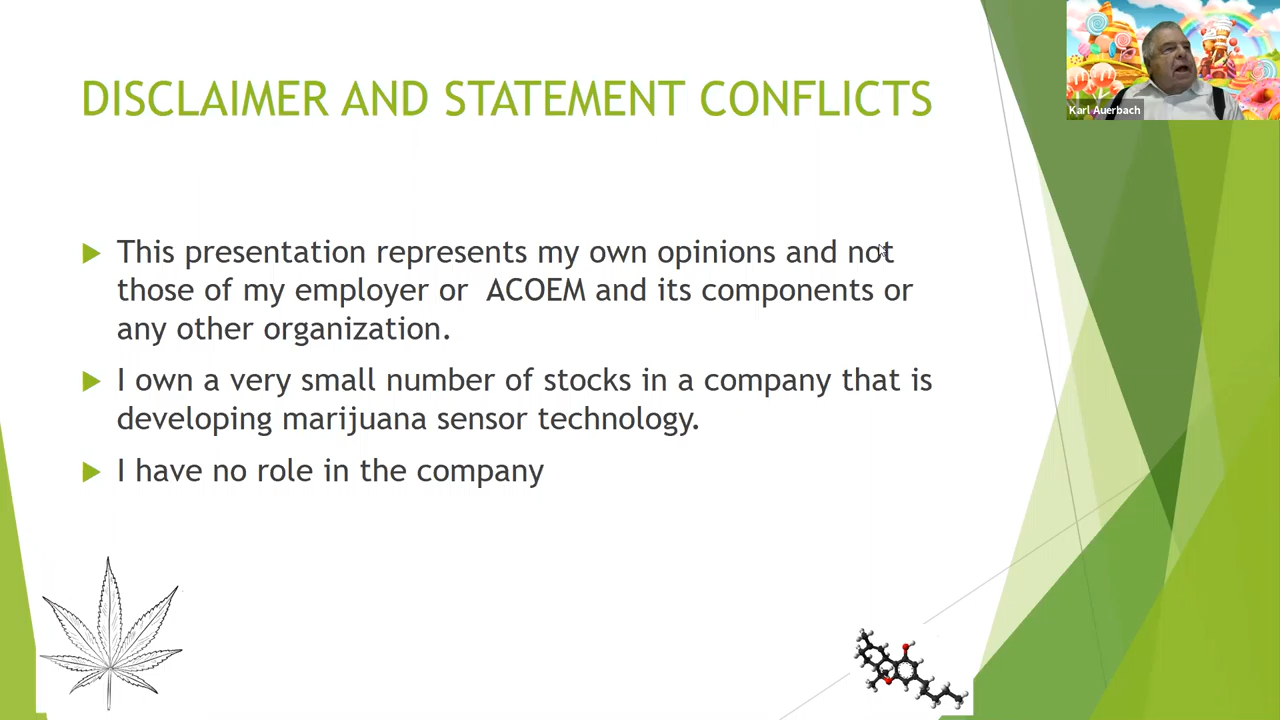 DISCLAIMER AND STATEMENT CONFLICTS
Karl Auerbach
This presentation represents my own opinions and not
those of my employer or ACOEM and its components or
any other organization.
I own a very small number of stocks in a company that is
developing marijuana sensor technology.
I have no role in the company